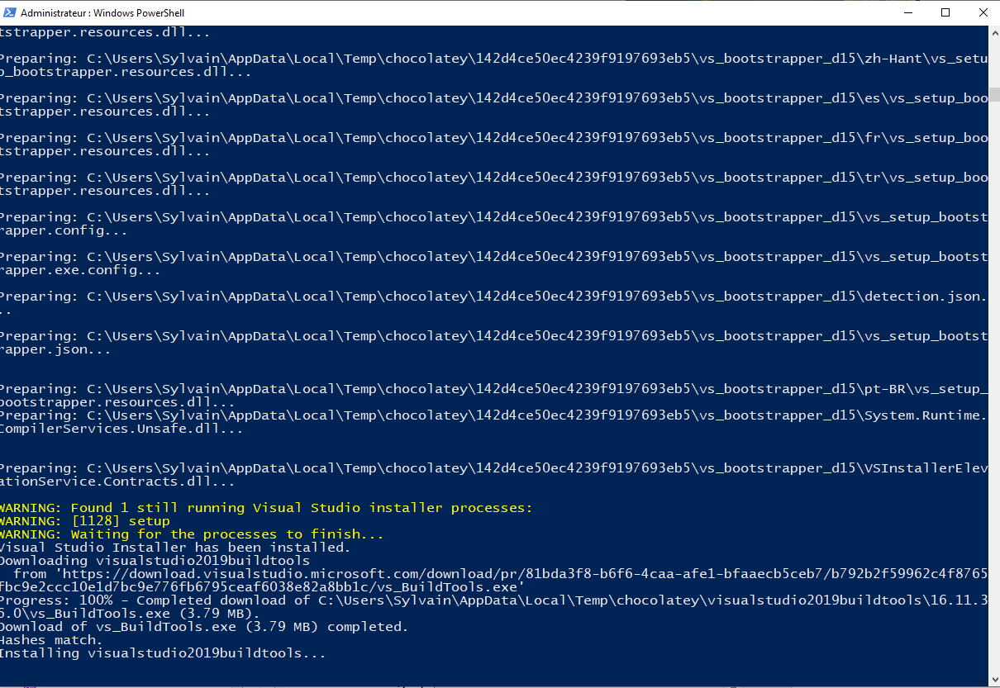 Administrateur : Windows PowerShell
tstrapper.resources.dll...
Preparing: C:\Users\Sylvain\AppData\Local\Temp\chocolatey\142d4ce50ec4239f9197693eb5\vs_bootstrapper_d15\zh-Hant\vs_setu
p_bootstrapper.resources.dll...
Preparing: C:\Users\Sylvain\AppData\Local\Temp\chocolatey\142d4ce50ec4239f9197693eb5\vs_bootstrapper_d15\es\vs_setup_boo
tstrapper.resources.dll...
Preparing: C:\Users\Sylvain\AppData\Local\Temp\chocolatey\142d4ce50ec4239f9197693eb5\vs_bootstrapper_d15\fr\vs_setup_boo
tstrapper.resources.dll...
Preparing: C:\Users\Sylvain\AppData\Local\Temp\chocolatey\142d4ce50ec4239f9197693eb5\vs_bootstrapper_d15\tr\vs_setup_boo
tstrapper.resources.dll...
Preparing: C:\Users\Sylvain\AppData\Local\Temp\chocolatey\142d4ce50ec4239f9197693eb5\vs_bootstrapper_d15\vs_setup_bootst
rapper.config...
Preparing: C:\Users\Sylvain\AppData\Local\Temp\chocolatey\142d4ce50ec4239f9197693eb5\vs_bootstrapper_d15\vs_setup_bootst
rapper.exe.config...
Preparing: C:\Users\Sylvain\AppData\Local\Temp\chocolatey\142d4ce50ec4239f9197693eb5\vs_bootstrapper_d15\detection.json.
..
Preparing: C:\Users\Sylvain\AppData\Local\Temp\chocolatey\142d4ce50ec4239f9197693eb5\vs_bootstrapper_d15\vs_setup_bootst
rapper.json...
Preparing: C:\Users\Sylvain\AppData\Local\Temp\chocolatey\142d4ce50ec4239f9197693eb5\vs_bootstrapper_d15\pt-BR\vs_setup_
bootstrapper.resources.dll...
Preparing: C:\Users\Sylvain\AppData\Local\Temp\chocolatey\142d4ce50ec4239f9197693eb5\vs_bootstrapper_d15\System.Runtime.
CompilerServices.Unsafe.dll...
Preparing: C:\Users\Sylvain\AppData\Local\Temp\chocolatey\142d4ce50ec4239f9197693eb5\vs_bootstrapper_d15\VSInstallerElev
ationService.Contracts.dll...
WARNING: Found 1 still running Visual Studio installer processes:
WARNING: [1128] setup
WARNING: Waiting for the processes to finish...
Visual Studio Installer has been installed.
Downloading visualstudio2019buildtools
from 'https://download.visualstudio.microsoft.com/download/pr/81bda3f8-b6f6-4caa-afe1-bfaaecb5ceb7/b792b2f59962c4f8765
fbc9e2ccc10e1d7bc9e776fb6795ceaf6038e82a8bb1c/vs_BuildTools.exe'
Progress: 100% - Completed download of C:\Users\Sylvain\AppData\Local\Temp\chocolatey\visualstudio2019buildtools\16.11.3
6.0\vs_BuildTools.exe (3.79 MB).
Download of vs_BuildTools.exe (3.79 MB) completed.
Hashes match.
Installing visualstudio2019buildtools...